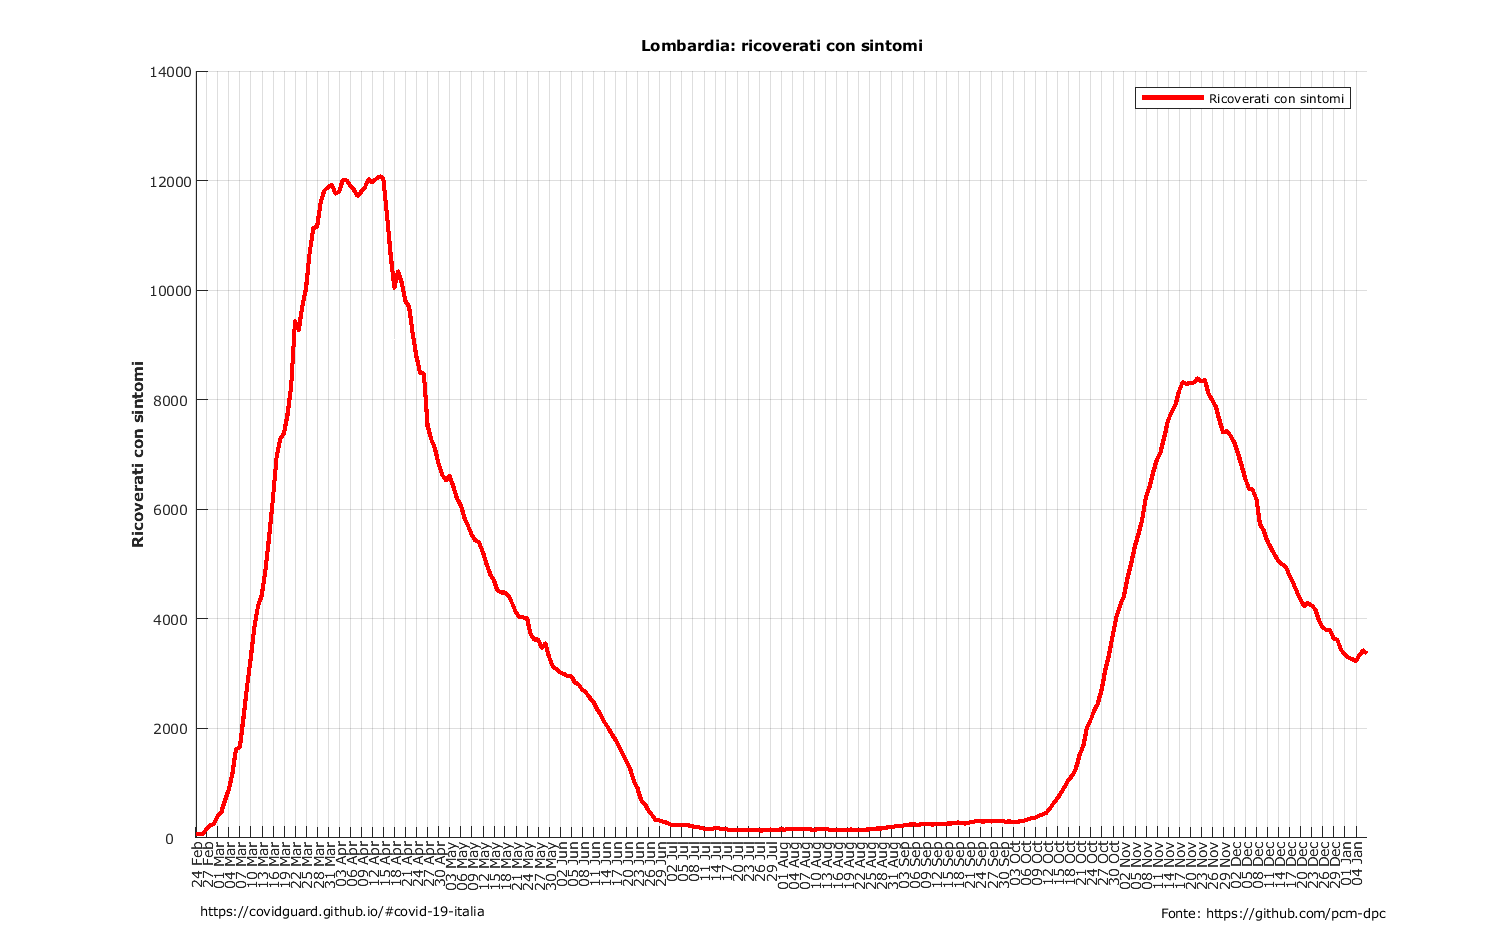 Lombardia: ricoverati con sintomi
Ricoverati con sintomi
Ricoverati con sintomi
14000
12000
10000
8000
6000
4000
2000
0
24 Feb
27 Feb
01 Mar
04 Mar
07 Mar
10 Mar
13 Mar
16 Mar
19 Mar
22 Mar
25 Mar
28 Mar
31 Mar
03 Apr
06 Apr
09 Apr
12 Apr
15 Apr
18 Apr
21 Apr
24 Apr
27 Apr
30 Apr
03 May
06 May
09 May
12 May
15 May
18 May
21 May
24 May
27 May
30 May
02 Jun
05 Jun
08 Jun
11 Jun
14 Jun
17 Jun
20 Jun
23 Jun
26 Jun
29 Jun
02 Jul
05 Jul
08 Jul
11 Jul
14 Jul
17 Jul
20 Jul
23 Jul
26 Jul
29 Jul
01 Aug
04 Aug
07 Aug
10 Aug
13 Aug
16 Aug
19 Aug
22 Aug
25 Aug
28 Aug
31 Aug
03 Sep
06 Sep
09 Sep
12 Sep
15 Sep
18 Sep
21 Sep
24 Sep
27 Sep
30 Sep
03 Oct
06 Oct
09 Oct
12 Oct
15 Oct
18 Oct
21 Oct
24 Oct
27 Oct
30 Oct
02 Nov
05 Nov
08 Nov
11 Nov
14 Nov
17 Nov
20 Nov
23 Nov
26 Nov
29 Nov
02 Dec
05 Dec
08 Dec
11 Dec
14 Dec
17 Dec
20 Dec
23 Dec
26 Dec
29 Dec
01 Jan
04 Jan
https://covidguard.github.io/#covid-19-italia
Fonte: https://github.com/pcm-dpc